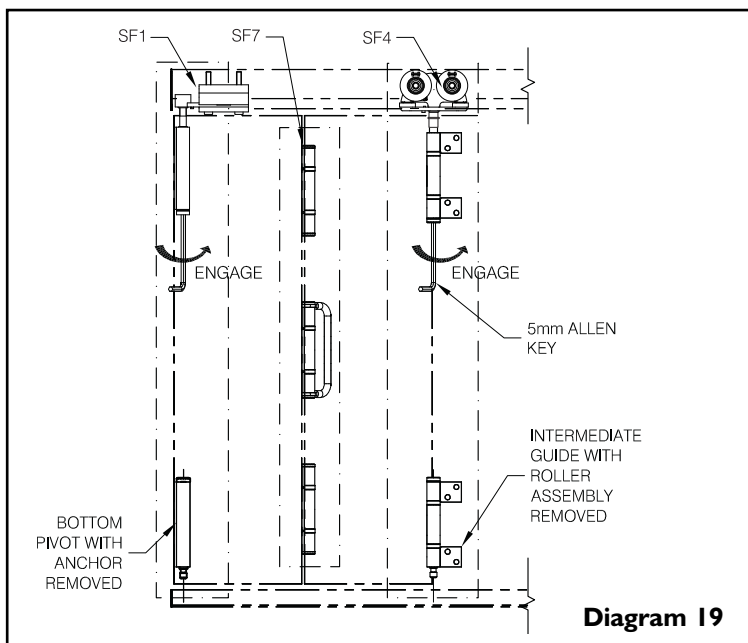 SF1
SF7
SF4
ENGAGE
ENGAGE
5mm ALLEN
KEY
INTERMEDIATE
GUIDE WITH
ROLLER
ASSEMBLY
REMOVED
BOTTOM
PIVOT WITH
ANCHOR
REMOVED
Diagram 19